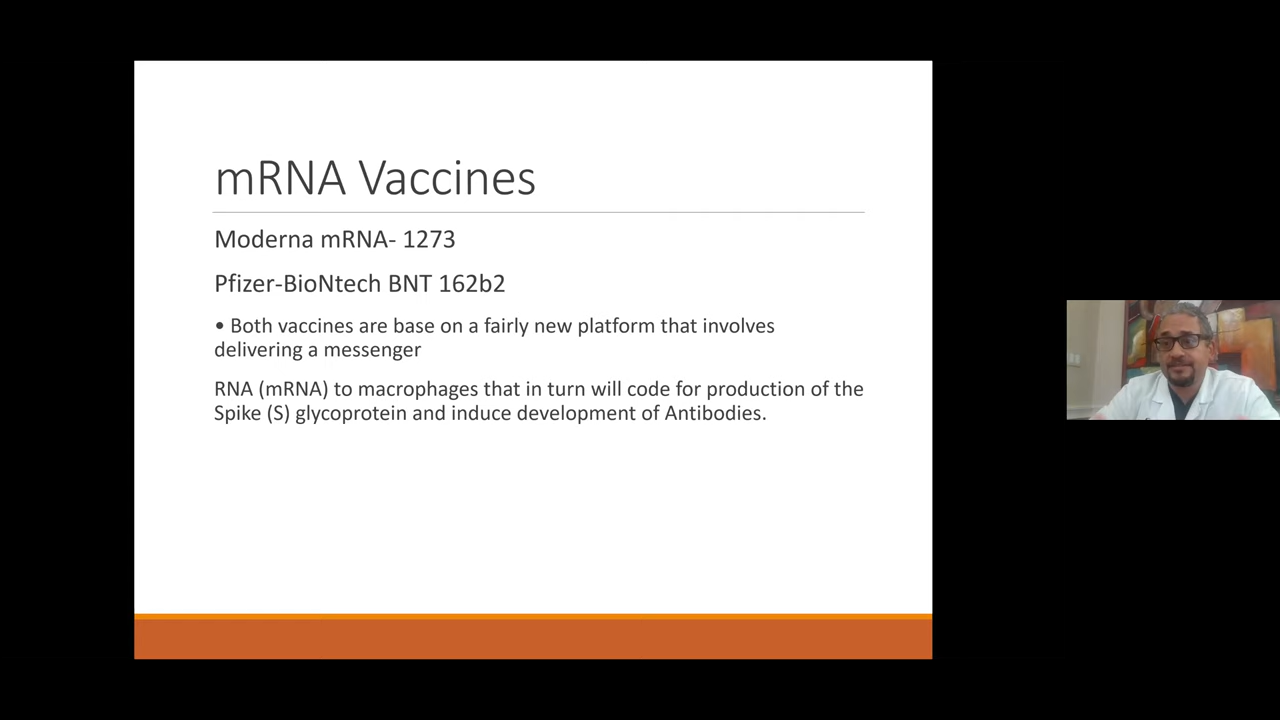 mRNA Vaccines
Moderna mRNA- 1273
Pfizer-BioNtech BNT 162b2
• Both vaccines are base on a fairly new platform that involves
delivering a messenger
RNA (mRNA) to macrophages that in turn will code for production of the
Spike (S) glycoprotein and induce development of Antibodies.